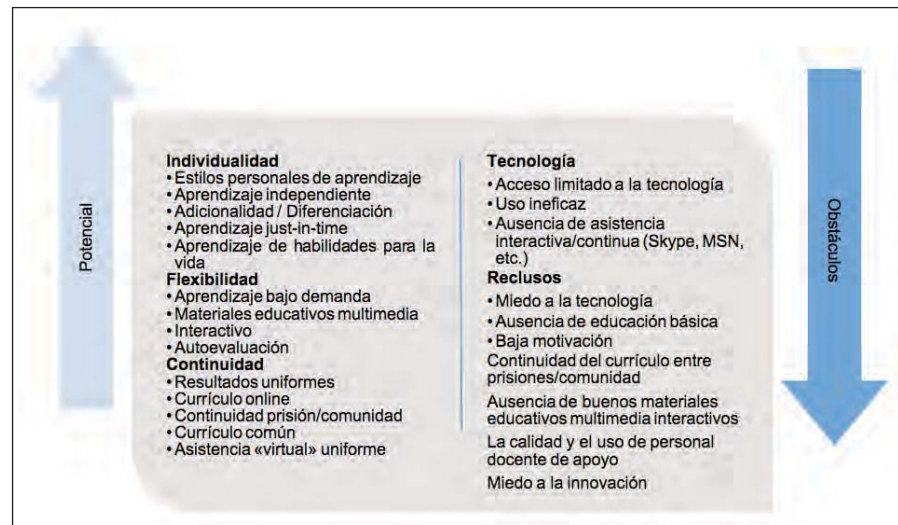 Potencial
Individualidad
• Estilos personales de aprendizaje
• Aprendizaje independiente
• Adicionalidad / Diferenciación
• Aprendizaje just-in-time
• Aprendizaje de habilidades para la
vida
Flexibilidad
• Aprendizaje bajo demanda
• Materiales educativos multimedia
• Interactivo
• Autoevaluación
Continuidad
• Resultados uniformes
• Currículo online
• Continuidad prisión/comunidad
• Currículo común
• Asistencia «virtual» uniforme
Tecnología
• Acceso limitado a la tecnología
• Uso ineficaz
• Ausencia de asistencia
interactiva/continua (Skype, MSN,
etc.)
Reclusos
• Miedo a la tecnología
• Ausencia de educación básica
• Baja motivación
Continuidad del currículo entre
prisiones/comunidad
Ausencia de buenos materiales
educativos multimedia interactivos
La calidad y el uso de personal
docente de apoyo
Miedo a la innovación
Obstáculos